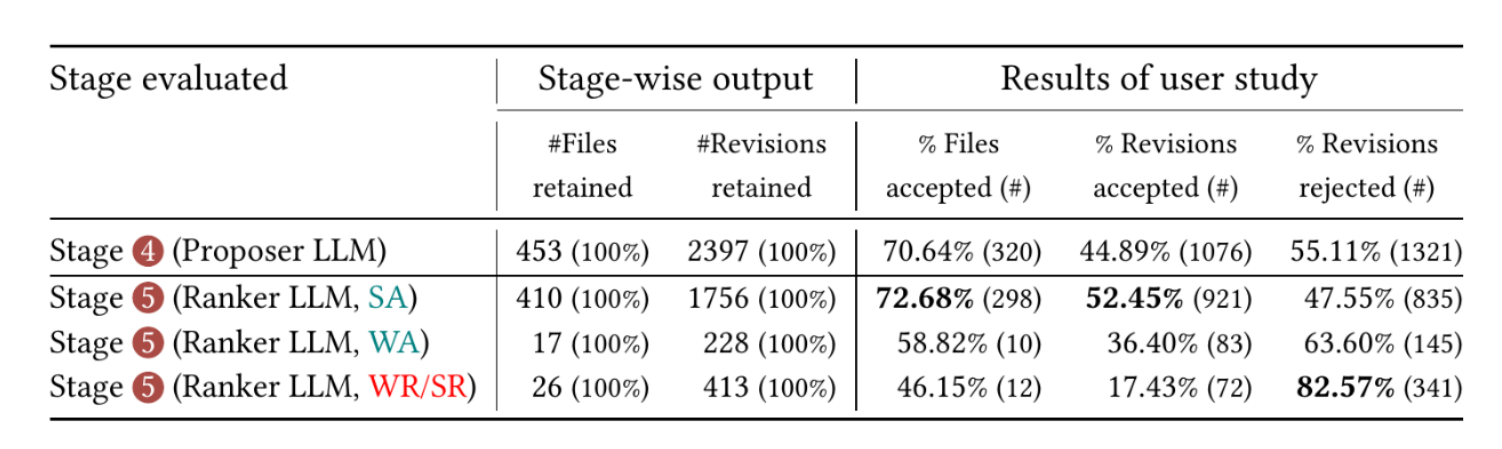 Stage evaluated Stage-wise output Results of user study
#Files #Revisions % Files % Revisions % Revisions
retained retained accepted (#) accepted (#) rejected (#)
Stage 4 (Proposer LLM) 453 (100%) 2397 (100%) 70.64% (320) 44.89% (1076) 55.11% (1321)
Stage 5 (Ranker LLM, SA) 410 (100%) 1756 (100%) 72.68% (298) 52.45% (921) 47.55% (835)
Stage 5 (Ranker LLM, WA) 17 (100%) 228 (100%) 58.82% (10) 36.40% (83) 63.60% (145)
Stage 5 (Ranker LLM, WR/SR) 26 (100%) 413 (100%) 46.15% (12) 17.43% (72) 82.57% (341)